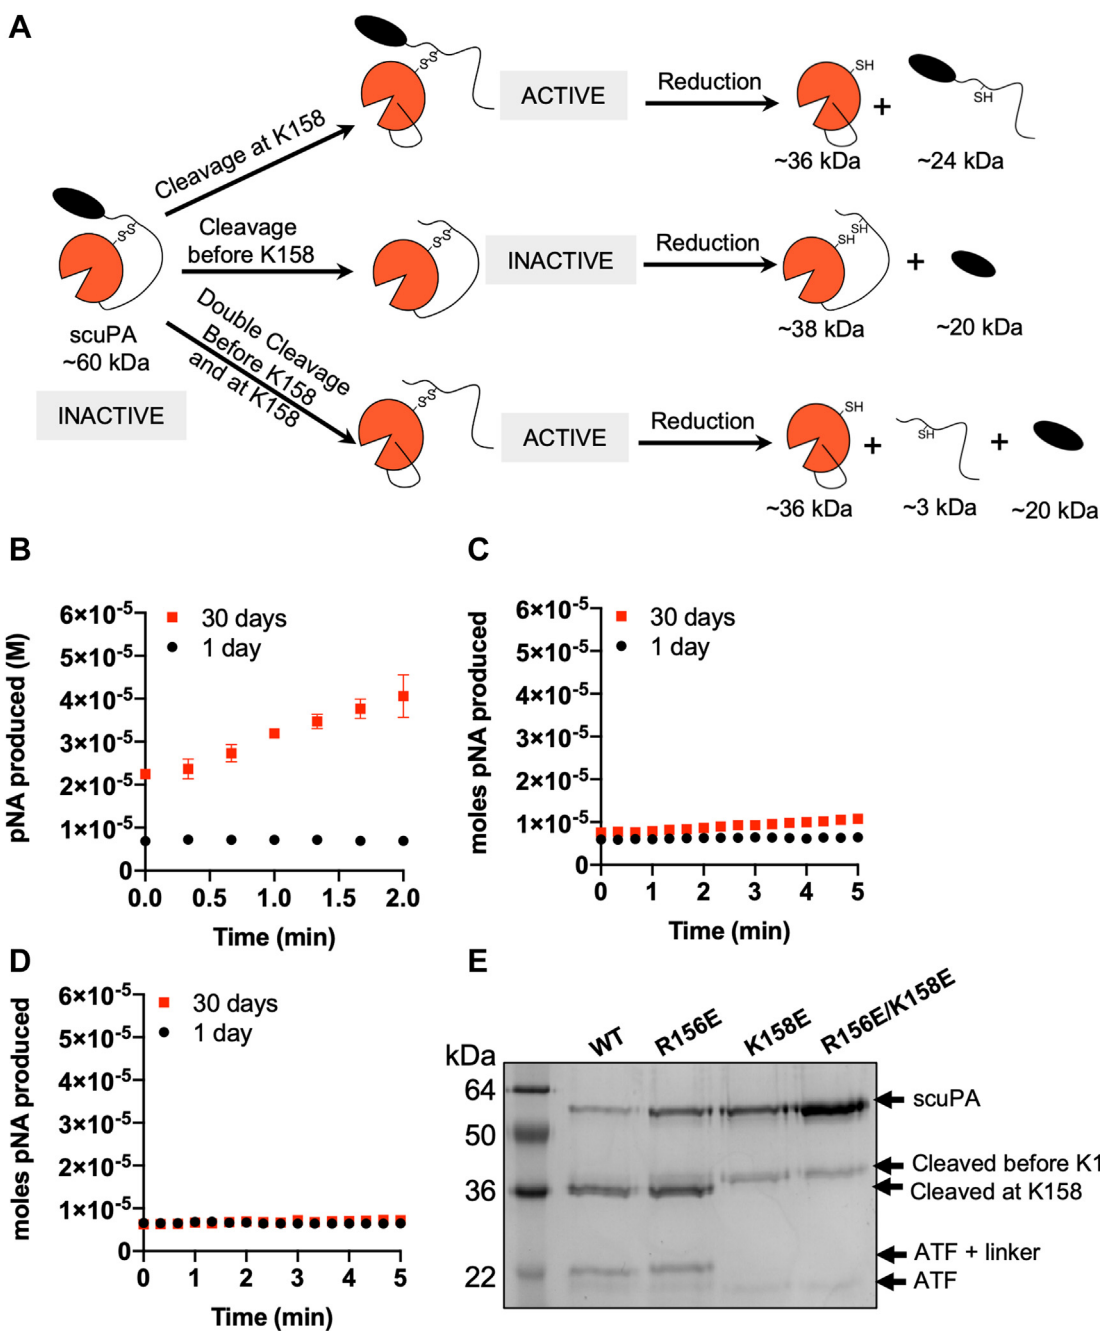 A
Cleavage at K158
S
S
ACTIVE
Reduction
SH
+
SH
~36 kDa
~24 kDa
S
S
scuPA
~60 kDa
INACTIVE
Cleavage
before K158
S
S
INACTIVE
Reduction
SH
SH
+
~38 kDa
~20 kDa
Double Cleavage
Before K158
and at K158
S
S
ACTIVE
Reduction
SH
+
SH
+
~36 kDa
~3 kDa
~20 kDa
B
pNA produced (M)
6×10-5
5×10-5
4×10-5
3×10-5
2×10-5
1×10-5
0
30 days
1 day
0.0 0.5 1.0 1.5 2.0
Time (min)
C
moles pNA produced
6×10-5
5×10-5
4×10-5
3×10-5
2×10-5
1×10-5
0
30 days
1 day
0 1 2 3 4 5
Time (min)
D
moles pNA produced
6×10-5
5×10-5
4×10-5
3×10-5
2×10-5
1×10-5
0
30 days
1 day
0 1 2 3 4 5
Time (min)
E
WT
R156E
K158E
R156E/K158E
kDa
64
50
36
22
scuPA
Cleaved before K1
Cleaved at K158
ATF + linker
ATF